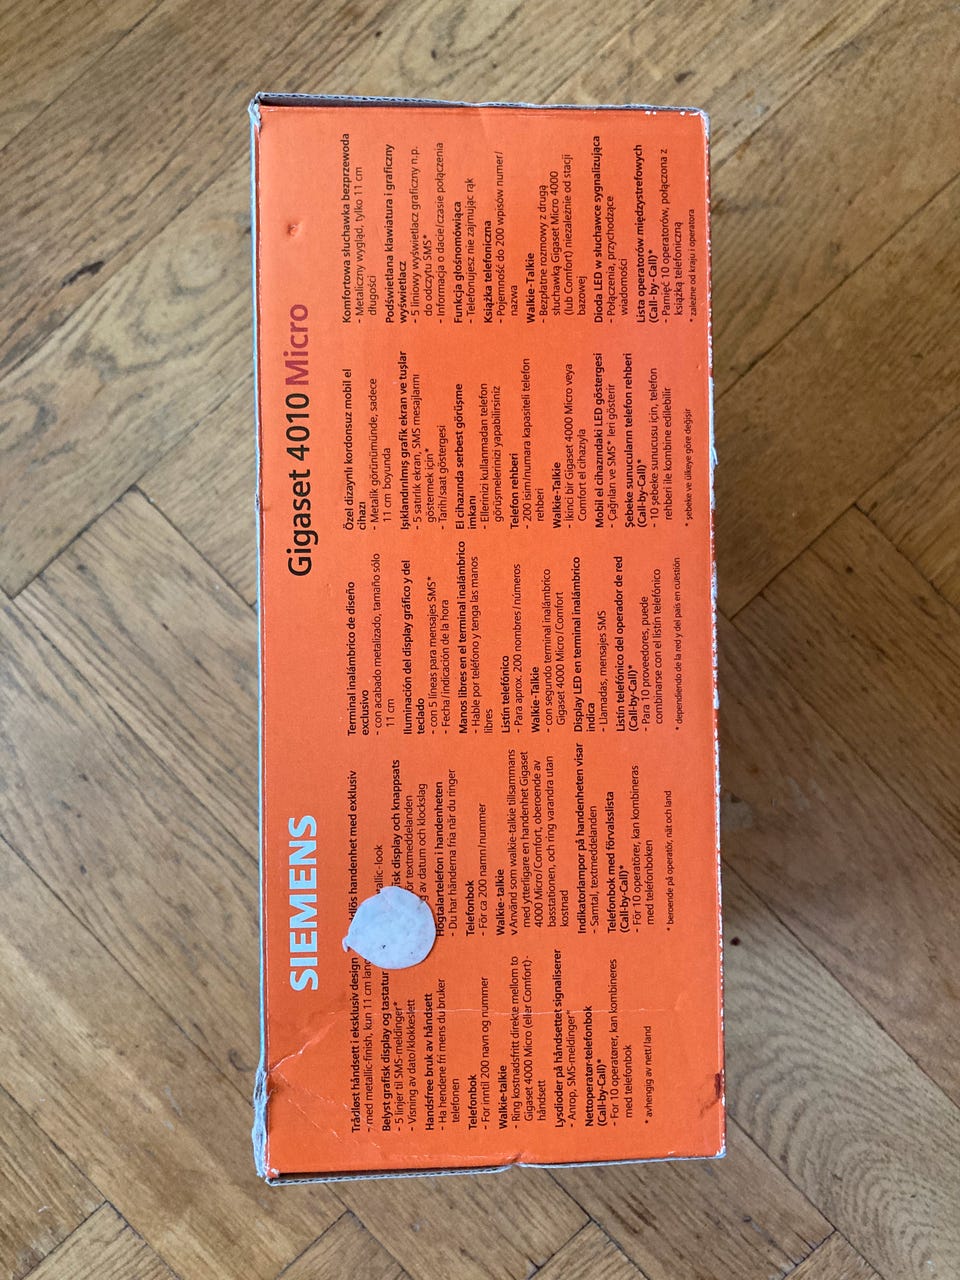 SIEMENS
Gigaset 4010 Micro
Trådløst håndsett i eksklusiv design
- med metallic-finish, kun 11 cm lang
Belyst grafisk display og tastatur
- 5 linjer til SMS-meldinger*
- Visning av dato/klokkeslett
Handsfree bruk av håndsett
- Ha hendene fri mens du bruker
telefonen
Telefonbok
- For inntil 200 navn og nummer
Walkie-talkie
- Ring kostnadsfritt direkte mellom to
Gigaset 4000 Micro (eller Comfort)-
håndsett
Lysdioder på håndsettet signaliserer
- Anrop, SMS-meldinger*
Nettoperatør-telefonbok
(Call-by-Call)*
- For 10 operatører, kan kombineres
med telefonbok
* avhengig av nett/land
handenhet med exklusiv
-look
display och knappsats
textmeddelanden
av datum och klockslag
Högtalartelefon i handenheten
- Du har händerna fria när du ringer
Telefonbok
- För ca 200 namn/nummer
Walkie-talkie
v Använd som walkie-talkie tillsammans
med ytterligare en handenhet Gigaset
4000 Micro/Comfort, oberoende av
basstationen, och ring varandra utan
kostnad
Indikatorlampor på handenheten visar
- Samtal, textmeddelanden
Telefonbok med förvalsslista
(Call-by-Call)*
- För 10 operatörer, kan kombineras
med telefonboken
* beroende på operatör, nät och land
Terminal inalámbrico de diseño
exclusivo
- con acabado metalizado, tamaño sólo
11 cm
Iluminación del display gráfico y del
teclado
- con 5 líneas para mensajes SMS*
- Fecha/indicación de la hora
Manos libres en el terminal inalámbrico
- Hable por teléfono y tenga las manos
libres
Listín telefónico
- Para aprox. 200 nombres/números
Walkie-Talkie
- con segundo terminal inalámbrico
Gigaset 4000 Micro/Comfort
Display LED en terminal inalámbrico
indica
- Llamadas, mensajes SMS
Listín telefónico del operador de red
(Call-by-Call)*
- Para 10 proveedores, puede
combinarse con el listín telefónico
* dependiendo de la red y del país en cuestión
Özel dizaynlı kordonsuz mobil el
cihazı
- Metalik görünümünde, sadece
11 cm boyunda
Işıklandırılmış grafik ekran ve tuşlar
- 5 satırlık ekran, SMS mesajlarını
göstermek için*
- Tarih/saat göstergesi
El cihazında serbest görüşme
imkanı
- Ellerinizi kullanmadan telefon
görüşmelerinizi yapabilirsiniz
Telefon rehberi
- 200 isim/numara kapasiteli telefon
rehberi
Walkie-Talkie
- İkinci bir Gigaset 4000 Micro veya
Comfort el cihazıyla
Mobil el cihazındaki LED göstergesi
- Çağrıları ve SMS* leri gösterir
Şebeke sunucuların telefon rehberi
(Call-by-Call)*
- 10 şebeke sunucusu için, telefon
rehberi ile kombine edilebilir
* şebeke ve ülkeye göre değişir
Komfortowa słuchawka bezprzewoda
- Metaliczny wygląd, tylko 11 cm
długości
Podświetlana klawiatura i graficzny
wyświetlacz
- 5 liniowy wyświetlacz graficzny n.p.
do odczytu SMS*
- Informacja o dacie/czasie połączenia
Funkcja głośnomówiąca
- Telefonujesz nie zajmując rąk
Książka telefoniczna
- Pojemność do 200 wpisów numer/
nazwa
Walkie-Talkie
- Bezpłatne rozmowy z drugą
słuchawką Gigaset Micro 4000
(lub Comfort) niezależnie od stacji
bazowej
Dioda LED w słuchawce sygnalizująca
- Połączenia, przychodzące
wiadomości
Lista operatorów międzystrefowych
(Call- by-Call)*
- Pamięć 10 operatorów, połączona z
książką telefoniczną
* zależne od kraju i operatora